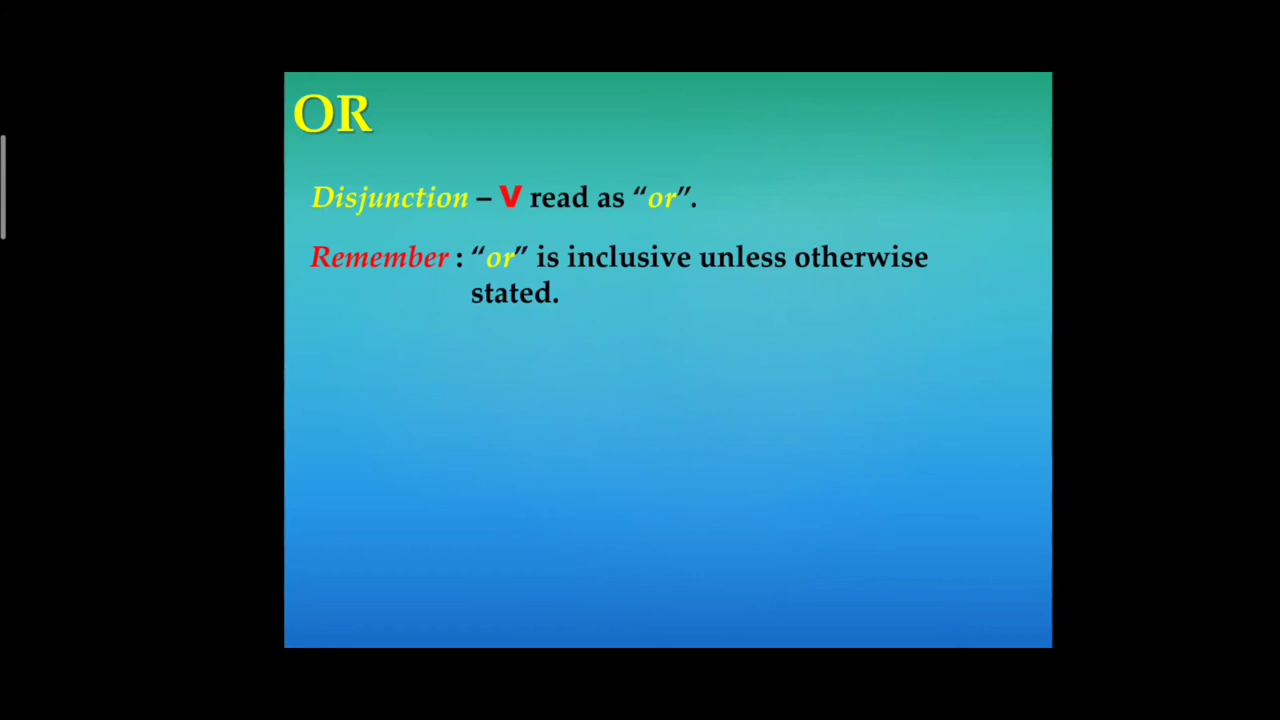 OR
Disjunction – V read as “or”.
Remember : “or” is inclusive unless otherwise
stated.